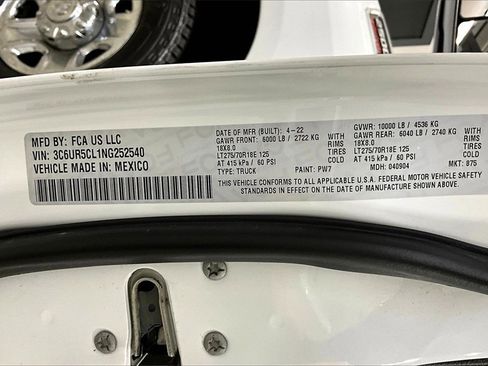 MFD BY: FCA US LLC
VIN: 3C6UR5CL1NG252540
VEHICLE MADE IN: MEXICO
DATE OF MFR (BUILT): 4-22
GAWR FRONT: 6000 LB / 2722 KG WITH
18X8.0 RIMS
LT275/70R18E 125 TIRES
AT 415 kPa / 60 PSI COLD
TYPE: TRUCK PAINT: PW7
GVWR: 10000 LB / 4536 KG
GAWR REAR: 6040 LB / 2740 KG WITH
18X8.0 RIMS
LT275/70R18E 125 TIRES
AT 415 kPa / 60 PSI COLD
MDH: 040904 MKT: 875
THIS VEHICLE CONFORMS TO ALL APPLICABLE U.S.A. FEDERAL MOTOR VEHICLE SAFETY
STANDARDS IN EFFECT ON THE DATE OF MANUFACTURE SHOWN ABOVE